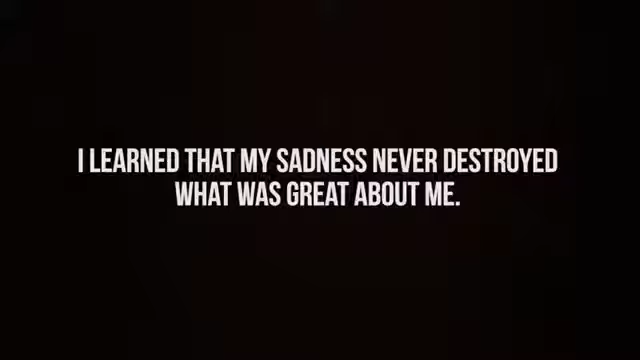 I LEARNED THAT MY SADNESS NEVER DESTROYED
WHAT WAS GREAT ABOUT ME.